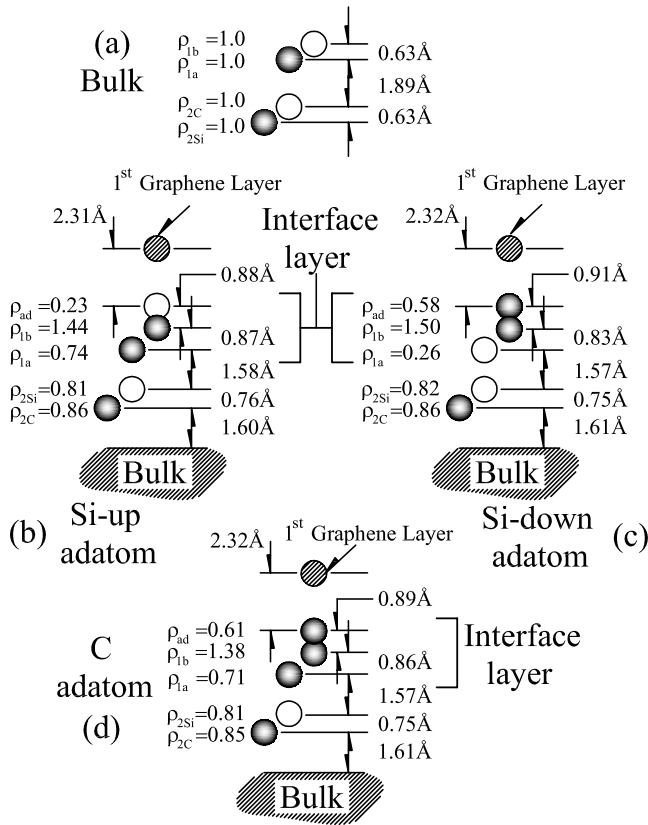 (a)
Bulk
ρ1b=1.0
ρ1a=1.0
ρ2C=1.0
ρ2Si=1.0
0.63Å
1.89Å
0.63Å
1st Graphene Layer
2.31Å
Interface
layer
0.88Å
ρad=0.23
ρ1b=1.44
ρ1a=0.74
0.87Å
1.58Å
ρ2Si=0.81
ρ2C=0.86
0.76Å
1.60Å
Bulk
(b)
Si-up
adatom
1st Graphene Layer
2.32Å
0.91Å
ρad=0.58
ρ1b=1.50
ρ1a=0.26
0.83Å
1.57Å
ρ2Si=0.82
ρ2C=0.86
0.75Å
1.61Å
Bulk
Si-down
adatom
(c)
1st Graphene Layer
2.32Å
0.89Å
C
adatom
(d)
ρad=0.61
ρ1b=1.38
ρ1a=0.71
0.86Å
1.57Å
Interface
layer
ρ2Si=0.81
ρ2C=0.85
0.75Å
1.61Å
Bulk